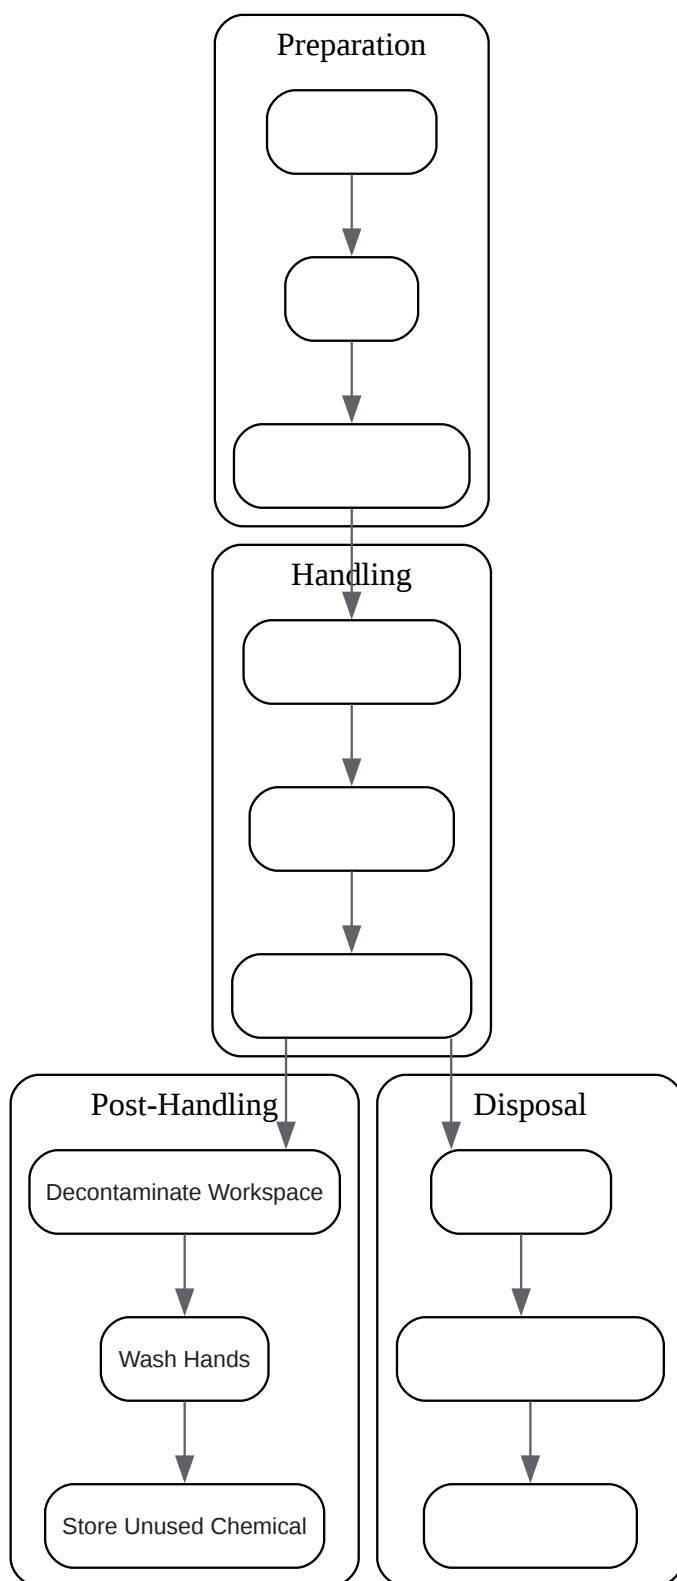 Preparation
Handling
Post-Handling
Disposal
Decontaminate Workspace
Wash Hands
Store Unused Chemical